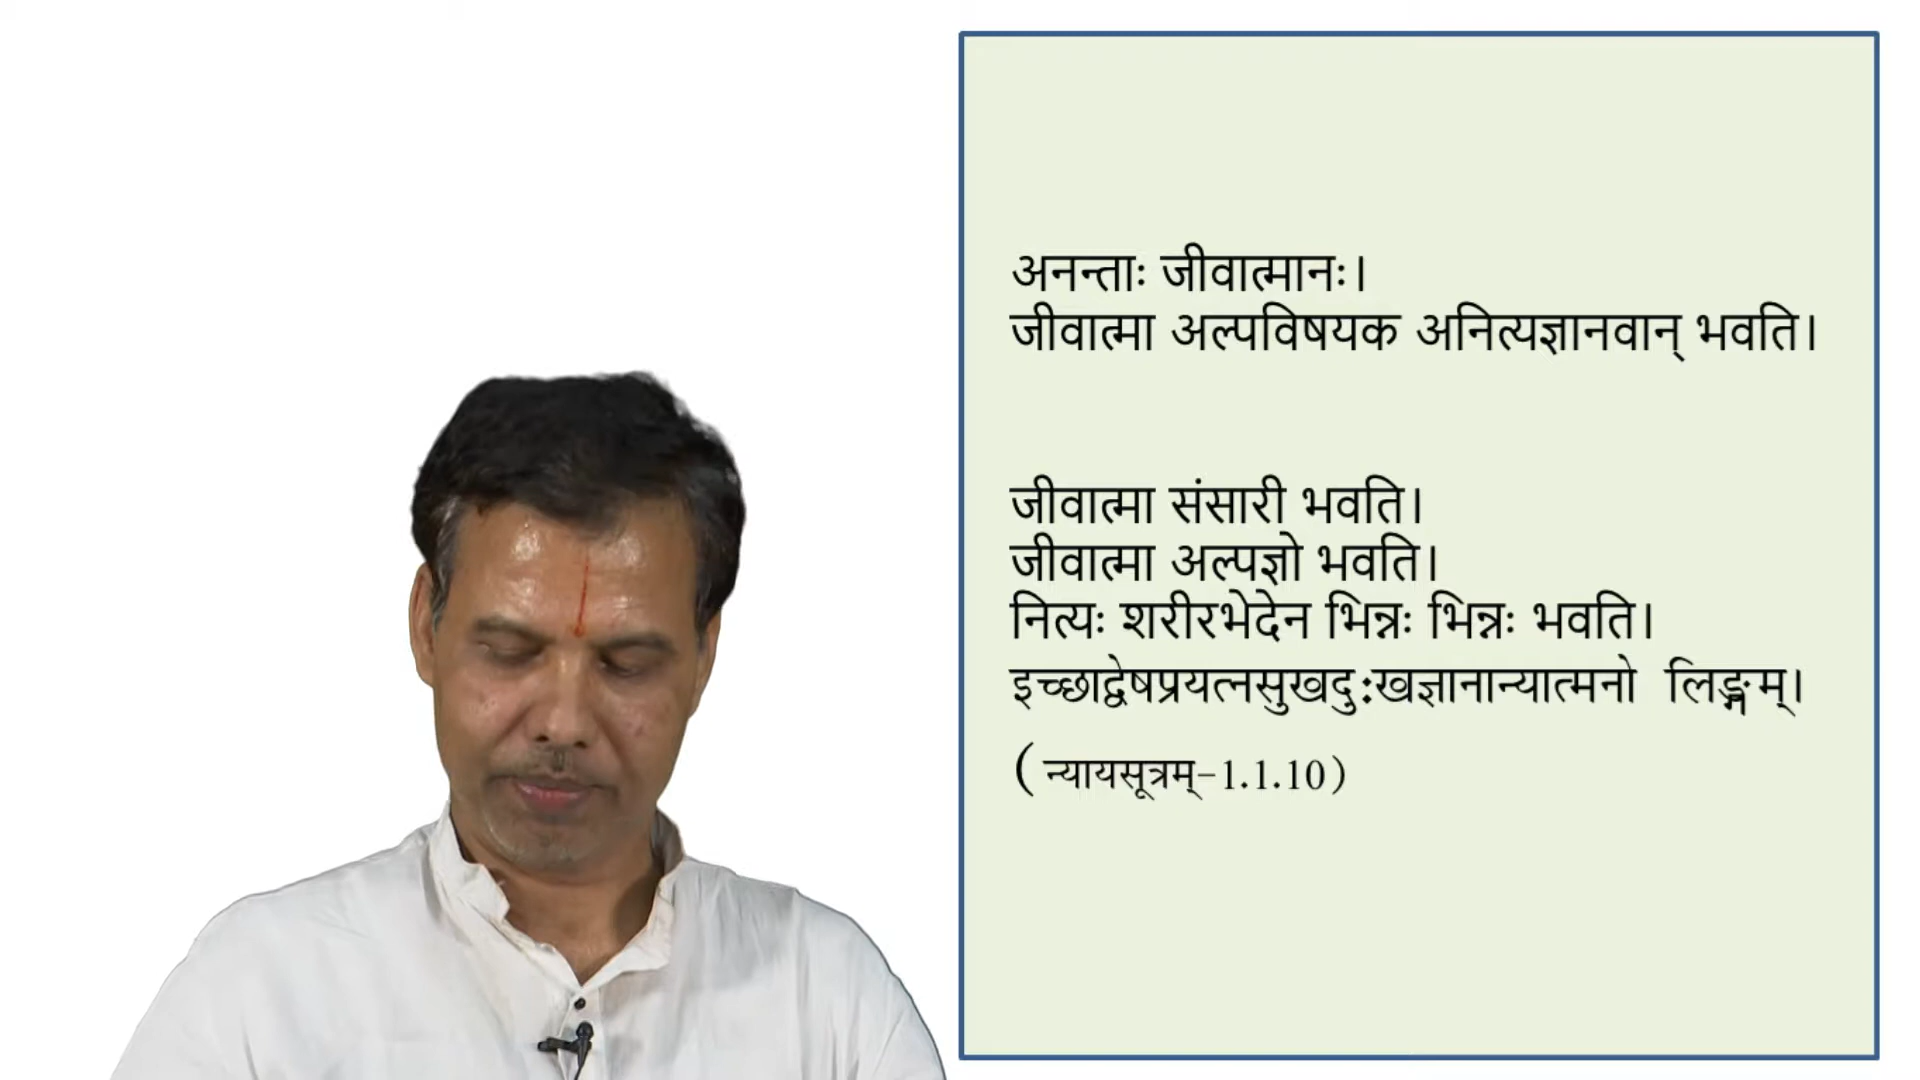 अनन्ताः जीवात्मानः।
जीवात्मा अल्पविषयक अनित्यज्ञानवान् भवति।
जीवात्मा संसारी भवति।
जीवात्मा अल्पज्ञो भवति।
नित्यः शरीरभेदेन भिन्नः भिन्नः भवति।
इच्छाद्वेषप्रयत्नसुखदुःखज्ञानान्यात्मनो लिङ्गम्।
(न्यायसूत्रम्-1.1.10)